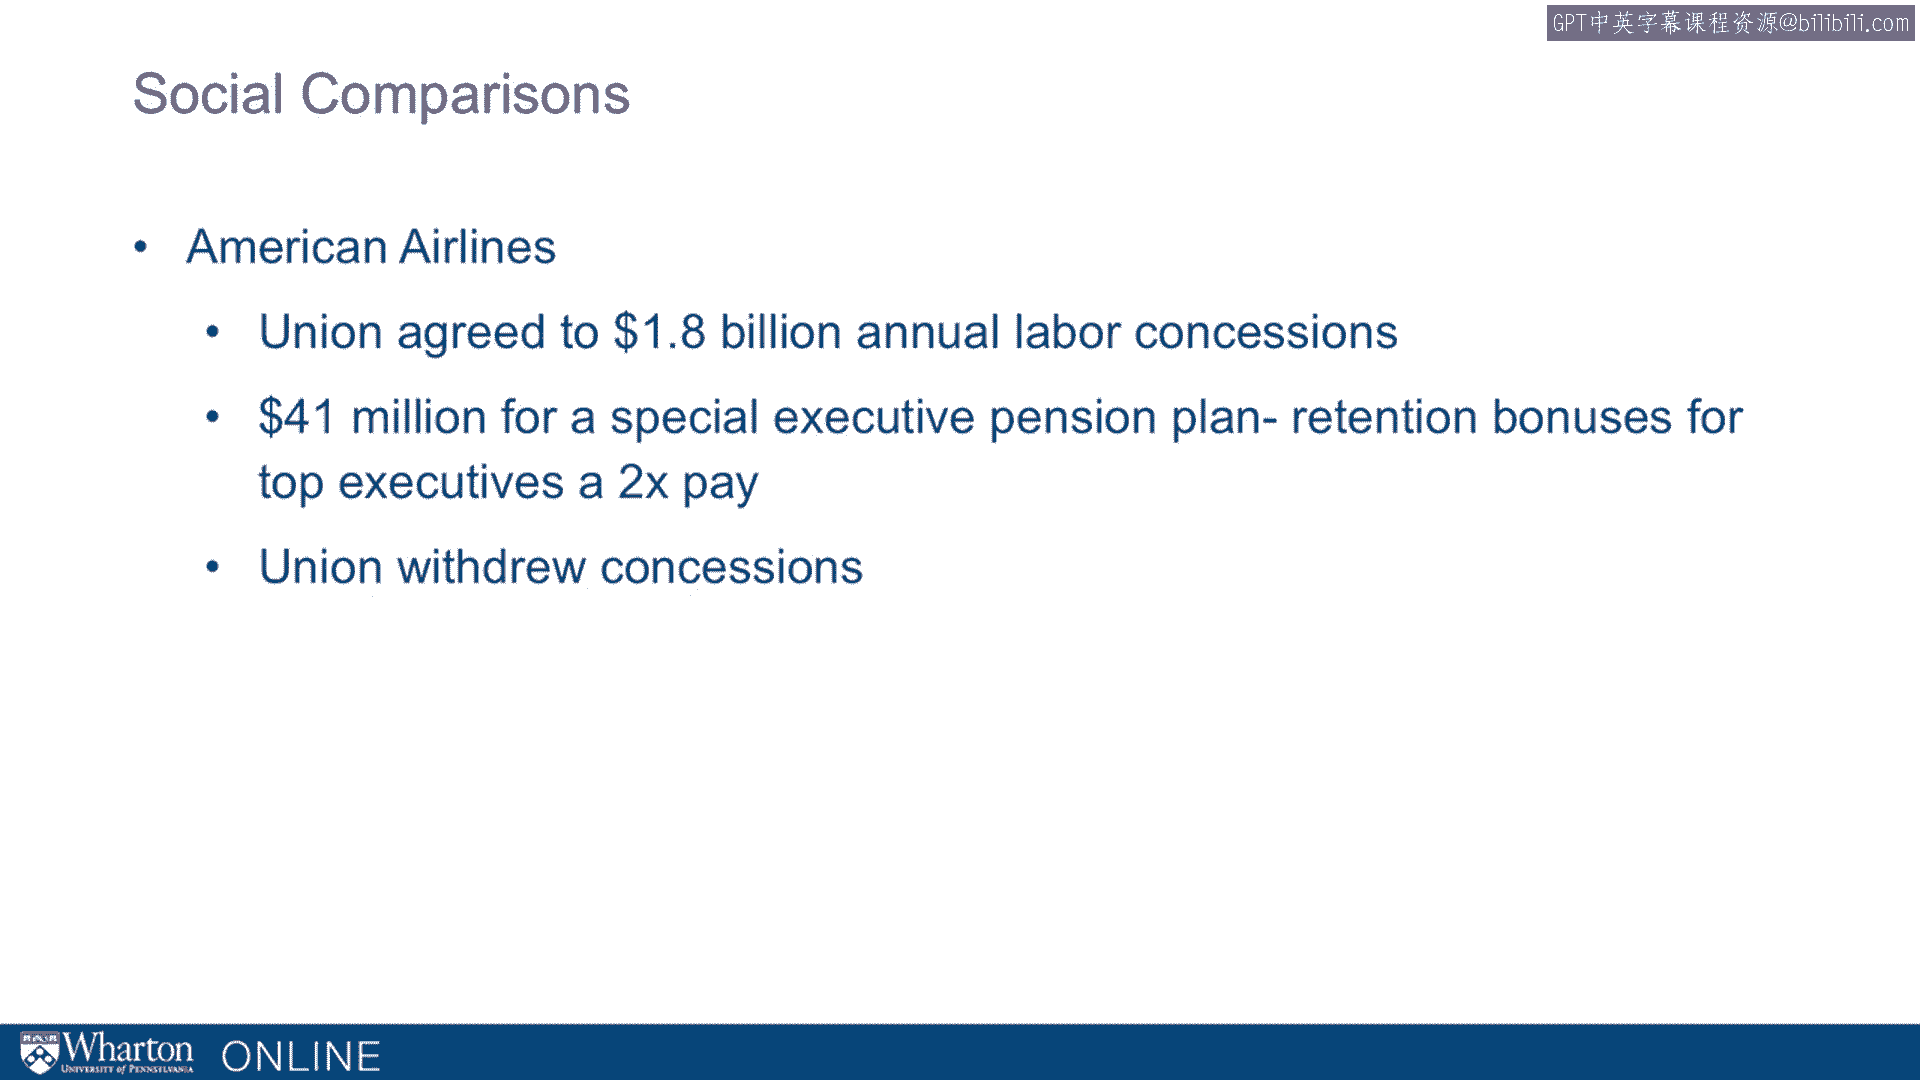 GPT中英字幕课程资源@bilibili.com
Social Comparisons
• American Airlines
• Union agreed to $1.8 billion annual labor concessions
• $41 million for a special executive pension plan- retention bonuses for
top executives a 2x pay
• Union withdrew concessions
Wharton
UNIVERSITY of PENNSYLVANIA
ONLINE